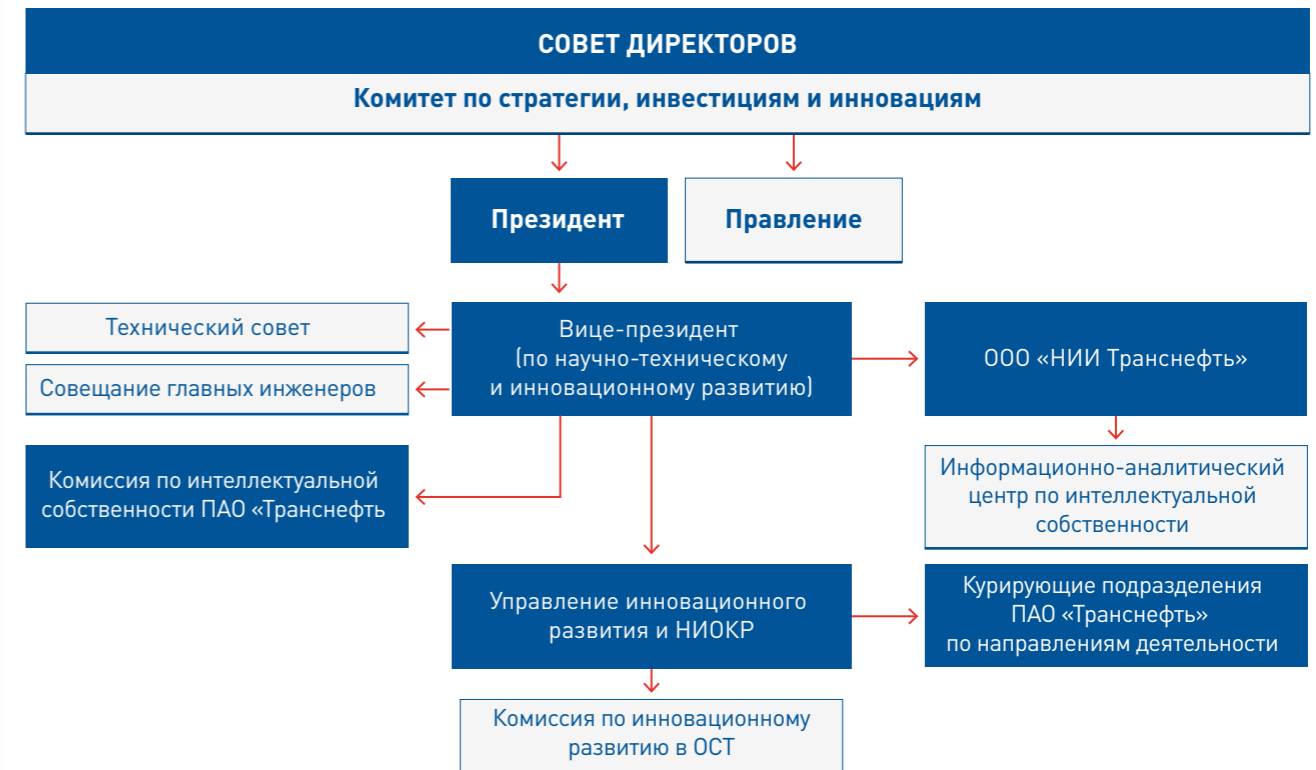 СОВЕТ ДИРЕКТОРОВ
Комитет по стратегии, инвестициям и инновациям
Президент
Правление
Технический совет
Совещание главных инженеров
Вице-президент
(по научно-техническому
и инновационному развитию)
ООО «НИИ Транснефть»
Комиссия по интеллектуальной
собственности ПАО «Транснефть
Информационно-аналитический
центр по интеллектуальной
собственности
Управление инновационного
развития и НИОКР
Курирующие подразделения
ПАО «Транснефть»
по направлениям деятельности
Комиссия по инновационному
развитию в ОСТ